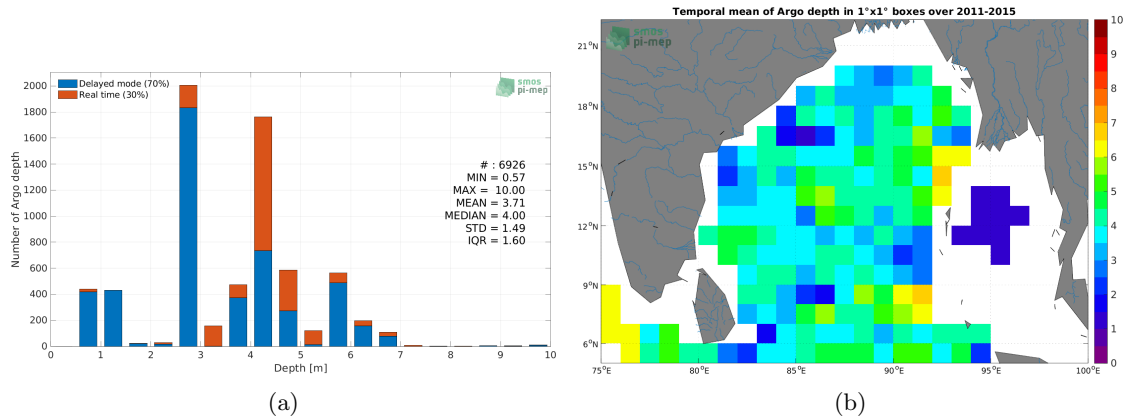 smos
pi-mep
Delayed mode (70%)
Real time (30%)
# : 6926
MIN = 0.57
MAX = 10.00
MEAN = 3.71
MEDIAN = 4.00
STD = 1.49
IQR = 1.60
Number of Argo depth
2000
1800
1600
1400
1200
1000
800
600
400
200
0
0 1 2 3 4 5 6 7 8 9 10
Depth [m]
(a)
Temporal mean of Argo depth in 1°x1° boxes over 2011-2015
smos
pi-mep
21°N
18°N
15°N
12°N
9°N
6°N
75°E 80°E 85°E 90°E 95°E 100°E
10
9
8
7
6
5
4
3
2
1
0
(b)